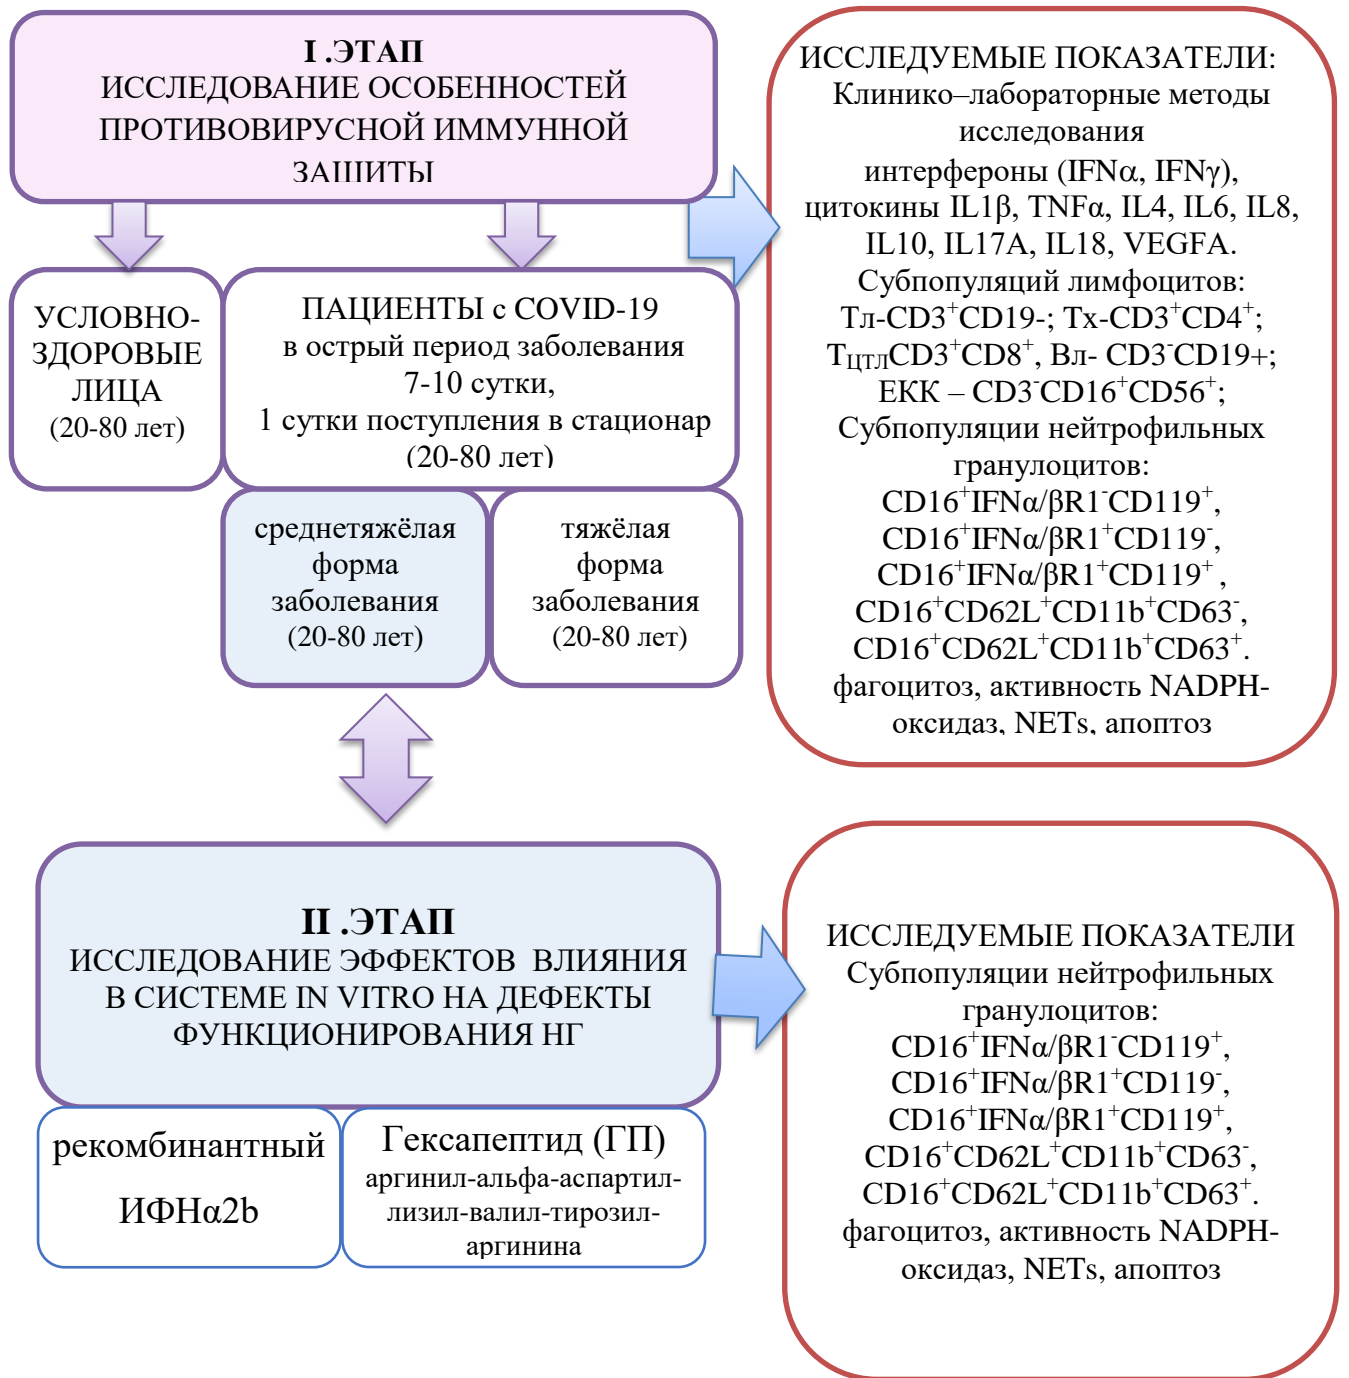 I .ЭТАП
ИССЛЕДОВАНИЕ ОСОБЕННОСТЕЙ
ПРОТИВОВИРУСНОЙ ИММУННОЙ
ЗАЩИТЫ
УСЛОВНО-
ЗДОРОВЫЕ
ЛИЦА
(20-80 лет)
ПАЦИЕНТЫ с COVID-19
в острый период заболевания
7-10 сутки,
1 сутки поступления в стационар
(20-80 лет)
среднетяжёлая
форма
заболевания
(20-80 лет)
тяжёлая
форма
заболевания
(20-80 лет)
ИССЛЕДУЕМЫЕ ПОКАЗАТЕЛИ:
Клинико–лабораторные методы
исследования
интерфероны (IFNα, IFNγ),
цитокины IL1β, TNFα, IL4, IL6, IL8,
IL10, IL17A, IL18, VEGFA.
Субпопуляций лимфоцитов:
Тл-CD3⁺CD19-; Тх-CD3⁺CD4⁺;
ТцтлCD3⁺CD8⁺, Вл- CD3⁻CD19+;
ЕКК – CD3⁻CD16⁺CD56⁺;
Субпопуляции нейтрофильных
гранулоцитов:
CD16⁺IFNα/βR1⁻CD119⁺,
CD16⁺IFNα/βR1⁺CD119⁻,
CD16⁺IFNα/βR1⁺CD119⁺ ,
CD16⁺CD62L⁺CD11b⁺CD63⁻,
CD16⁺CD62L⁺CD11b⁺CD63⁺.
фагоцитоз, активность NADPH-
оксидаз, NETs, апоптоз
II .ЭТАП
ИССЛЕДОВАНИЕ ЭФФЕКТОВ ВЛИЯНИЯ
В СИСТЕМЕ IN VITRO НА ДЕФЕКТЫ
ФУНКЦИОНИРОВАНИЯ НГ
рекомбинантный
ИФНα2b
Гексапептид (ГП)
аргинил-альфа-аспартил-
лизил-валил-тирозил-
аргинина
ИССЛЕДУЕМЫЕ ПОКАЗАТЕЛИ
Субпопуляции нейтрофильных
гранулоцитов:
CD16⁺IFNα/βR1⁻CD119⁺,
CD16⁺IFNα/βR1⁺CD119⁻,
CD16⁺IFNα/βR1⁺CD119⁺,
CD16⁺CD62L⁺CD11b⁺CD63⁻,
CD16⁺CD62L⁺CD11b⁺CD63⁺.
фагоцитоз, активность NADPH-
оксидаз, NETs, апоптоз